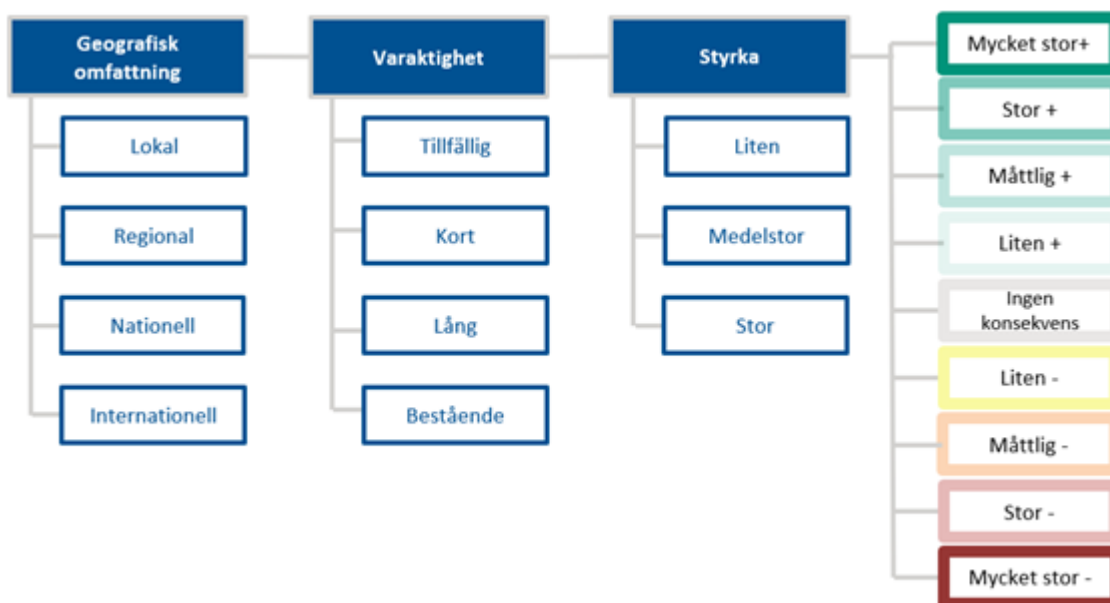 Geografisk
omfattning
Lokal
Regional
Nationell
Internationell
Varaktighet
Tillfällig
Kort
Lång
Bestående
Styrka
Liten
Medelstor
Stor
Mycket stor+
Stor +
Måttlig +
Liten +
Ingen
konsekvens
Liten -
Måttlig -
Stor -
Mycket stor -